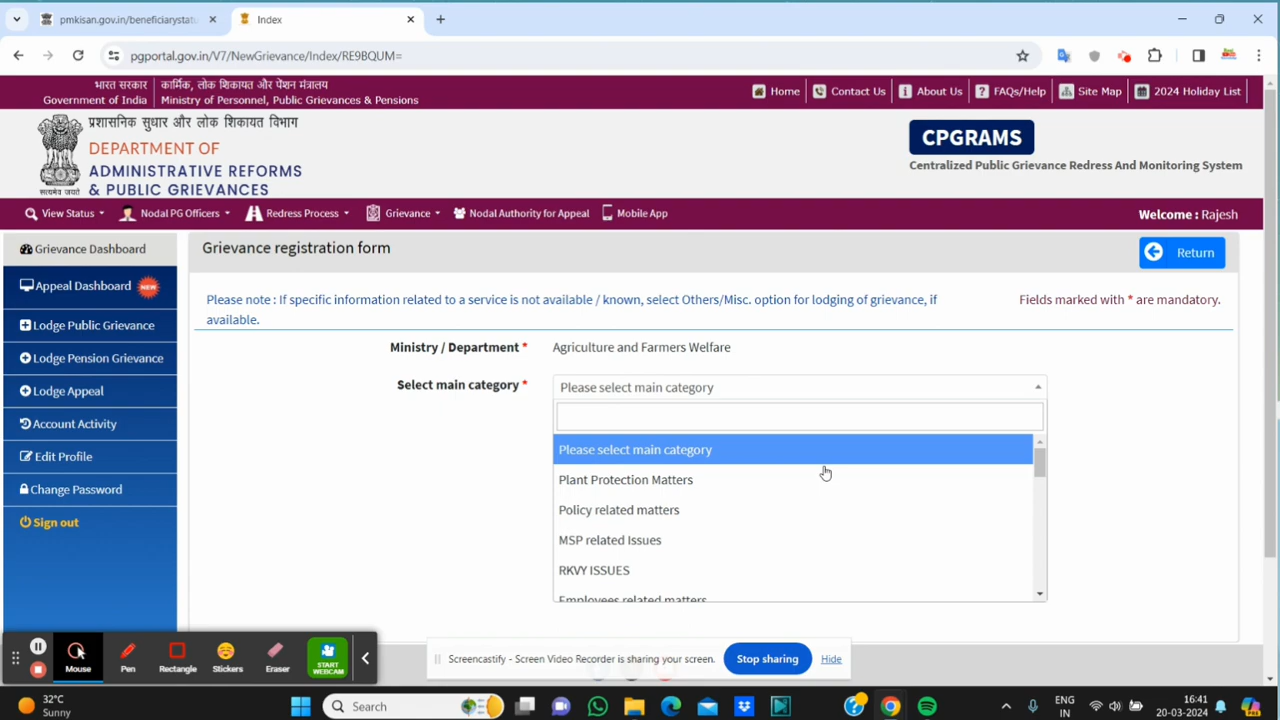 pmkisan.gov.in/beneficiarystatu
Index
pgportal.gov.in/V7/NewGrievance/Index/RE9BQUM=
भारत सरकार
Government of India
कार्मिक, लोक शिकायत और पेंशन मंत्रालय
Ministry of Personnel, Public Grievances & Pensions
Home
Contact Us
About Us
FAQs/Help
Site Map
2024 Holiday List
सत्यमेव जयते
प्रशासनिक सुधार और लोक शिकायत विभाग
DEPARTMENT OF
ADMINISTRATIVE REFORMS
& PUBLIC GRIEVANCES
CPGRAMS
Centralized Public Grievance Redress And Monitoring System
View Status
Nodal PG Officers
Redress Process
Grievance
Nodal Authority for Appeal
Mobile App
Welcome : Rajesh
Grievance Dashboard
Appeal Dashboard NEW
Lodge Public Grievance
Lodge Pension Grievance
Lodge Appeal
Account Activity
Edit Profile
Change Password
Sign out
Grievance registration form
Return
Please note : If specific information related to a service is not available / known, select Others/Misc. option for lodging of grievance, if
available.
Fields marked with * are mandatory.
Ministry / Department * Agriculture and Farmers Welfare
Select main category * Please select main category
Please select main category
Plant Protection Matters
Policy related matters
MSP related Issues
RKVY ISSUES
Employees related matters
Mouse
Pen
Rectangle
Stickers
Eraser
START
WEBCAM
Screencastify - Screen Video Recorder is sharing your screen.
Stop sharing
Hide
32°C
Sunny
Search
ENG
IN
16:41
20-03-2024